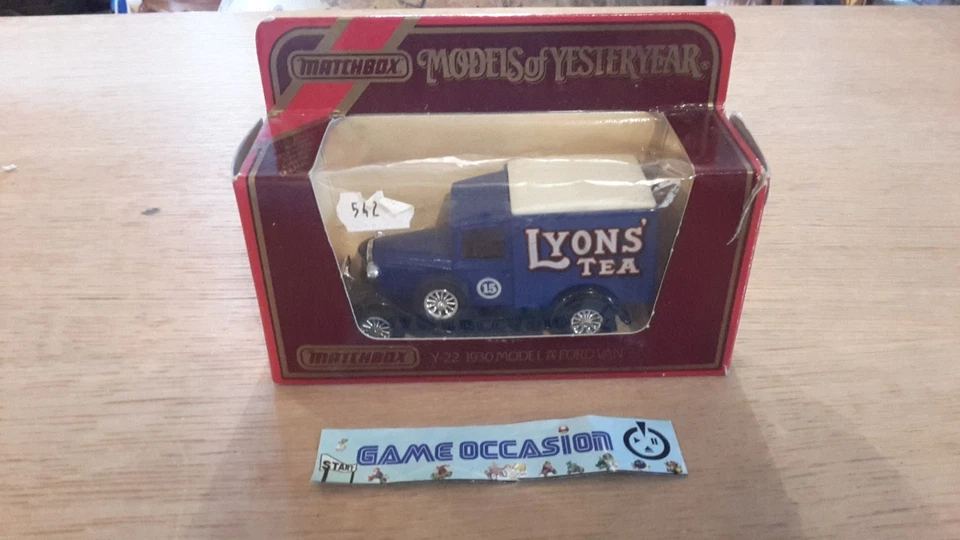 MATCHBOX
MODELS of YESTERYEAR
542
LYONS'
TEA
15
MATCHBOX
Y-22 1930 MODEL 'A' FORD VAN
GAME OCCASION
START